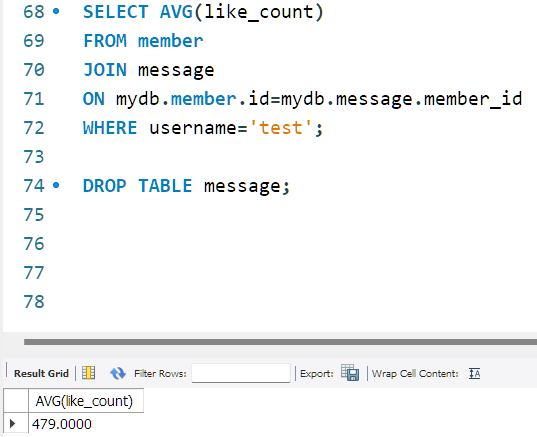 68 SELECT AVG(like_count)
69 FROM member
70 JOIN message
71 ON mydb.member.id=mydb.message.member_id
72 WHERE username='test';
73
74 DROP TABLE message;
75
76
77
78
Result Grid Filter Rows: Export: Wrap Cell Content: IA
AVG(like_count)
479.0000